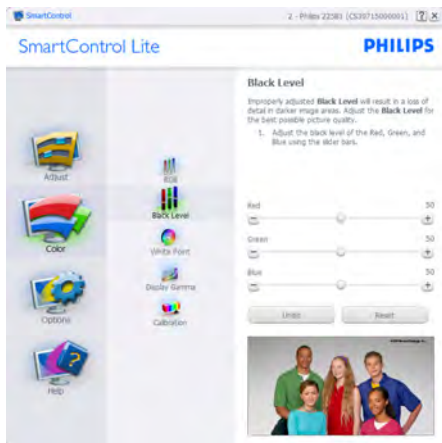 SmartControl
2 - Philips 225B1 (CS39715000001)
SmartControl Lite
PHILIPS
Black Level
Improperly adjusted Black Level will result in a loss of
detail in darker image areas. Adjust the Black Level for
the best possible picture quality.
1. Adjust the black level of the Red, Green, and
Blue using the slider bars.
Adjust
Color
Options
Help
RGB
Black Level
White Point
Display Gamma
Calibration
Red 50
Green 50
Blue 50
Undo
Reset